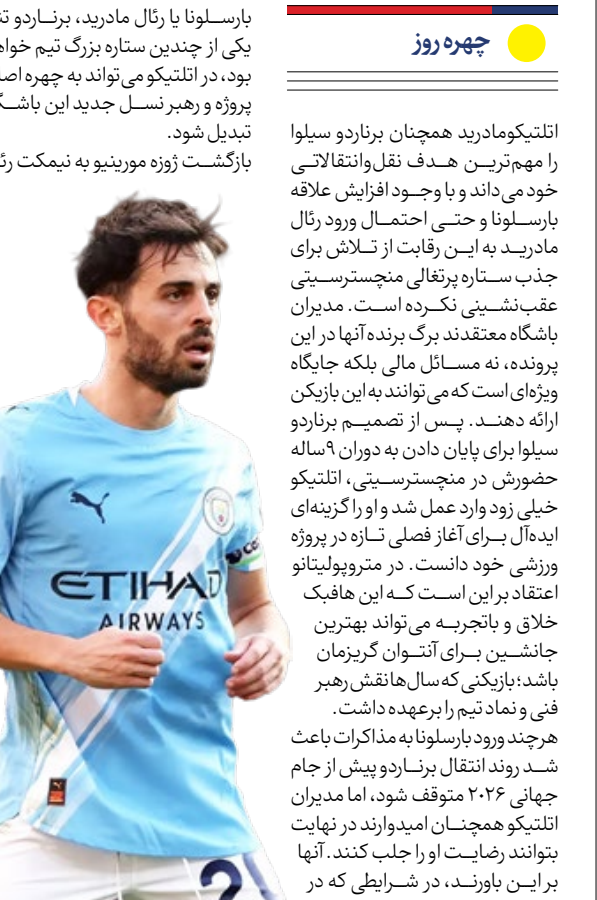 چهره روز
اتلتیکومادرید همچنان برناردو سیلوا
را مهم‌ترین هدف نقل‌وانتقالاتی
خود می‌داند و با وجود افزایش علاقه
بارسلونا و حتی احتمال ورود رئال
مادرید به این رقابت از تلاش برای
جذب ستاره پرتغالی منچسترسیتی
عقب‌نشینی نکرده است. مدیران
باشگاه معتقدند برگ برنده آنها در این
پرونده، نه مسائل مالی بلکه جایگاه
ویژه‌ای است که می‌توانند به این بازیکن
ارائه دهند. پس از تصمیم برناردو
سیلوا برای پایان دادن به دوران ۹ساله
حضورش در منچسترسیتی، اتلتیکو
خیلی زود وارد عمل شد و او را گزینه‌ای
ایده‌آل برای آغاز فصلی تازه در پروژه
ورزشی خود دانست. در متروپولیتانو
اعتقاد بر این است که این هافبک
خلاق و باتجربه می‌تواند بهترین
جانشین برای آنتوان گریزمان
باشد؛ بازیکنی که سال‌ها نقش رهبر
فنی و نماد تیم را برعهده داشت.
هرچند ورود بارسلونا به مذاکرات باعث
شد روند انتقال برناردو پیش از جام
جهانی ۲۰۲۶ متوقف شود، اما مدیران
اتلتیکو همچنان امیدوارند در نهایت
بتوانند رضایت او را جلب کنند. آنها
بر این باورند، در شرایطی که در
بارسلونا یا رئال مادرید، برناردو
یکی از چندین ستاره بزرگ تیم
بود، در اتلتیکو می‌تواند به چهره
پروژه و رهبر نسل جدید این
تبدیل شود.
بازگشت ژوزه مورینیو به نیمکت
ETIHAD
AIRWAYS